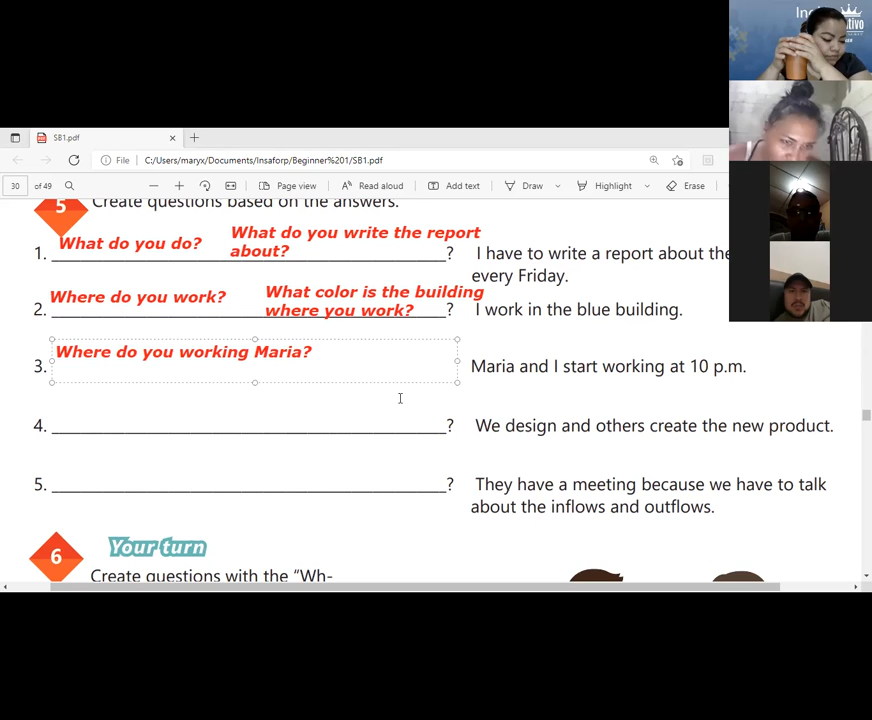 SB1.pdf
File C:/Users/maryx/Documents/Insaforp/Beginner%201/SB1.pdf
30 of 49 Page view Read aloud Add text Draw Highlight Erase
5 Create questions based on the answers.
What do you do? What do you write the report
about?
1. ? I have to write a report about the
every Friday.
Where do you work? What color is the building
where you work?
2. ? I work in the blue building.
Where do you working Maria?
3. Maria and I start working at 10 p.m.
4. ? We design and others create the new product.
5. ? They have a meeting because we have to talk
about the inflows and outflows.
6 Your turn
Create questions with the “Wh-